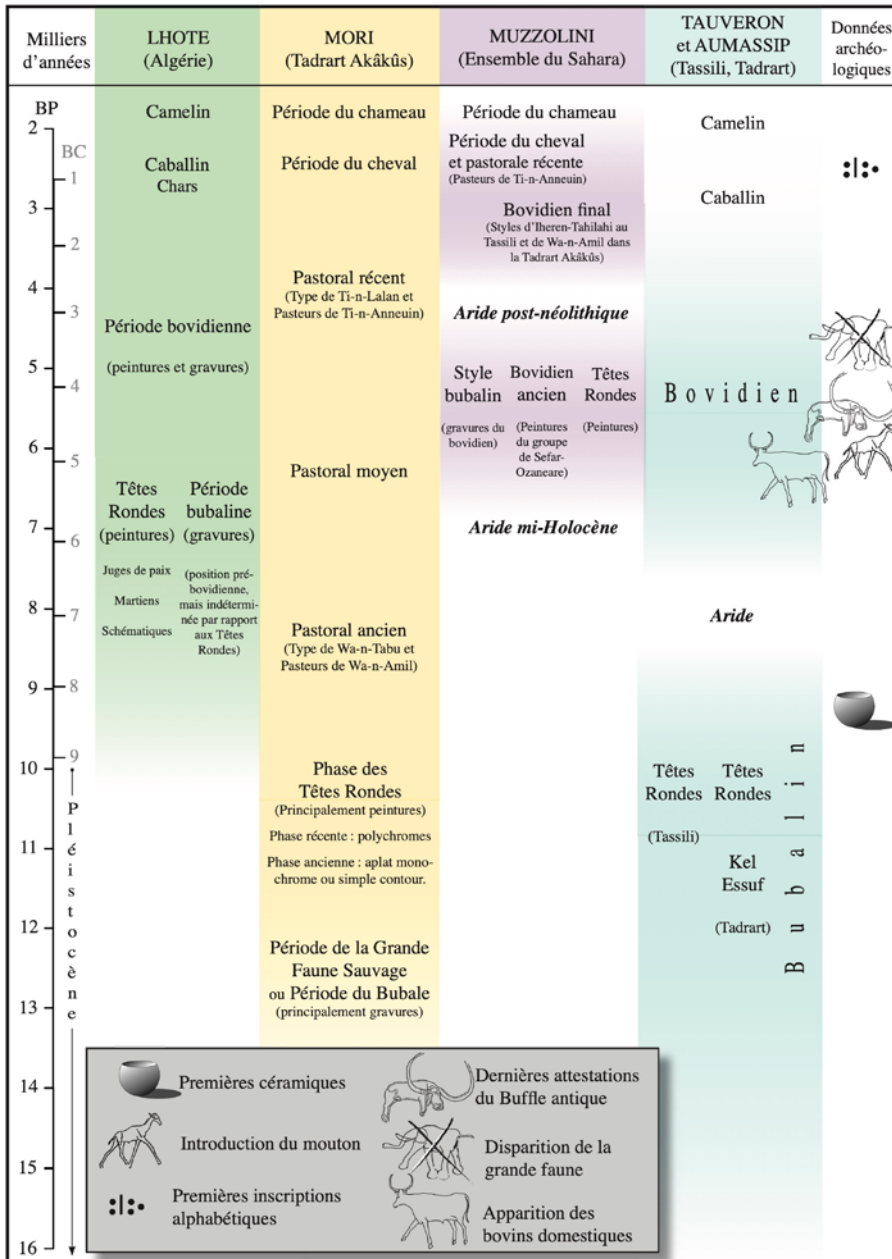 Milliers
d'années
LHOTE
(Algérie)
MORI
(Tadrart Akâkûs)
MUZZOLINI
(Ensemble du Sahara)
TAUVERON
et AUMASSIP
(Tassili, Tadrart)
Données
archéo-
logiques
BP
2
3
4
5
6
7
8
9
10
11
12
13
14
15
16
BC
1
2
3
4
5
6
7
8
9
Pléistocène
Camelin
Caballin
Chars
Période bovidienne
(peintures et gravures)
Têtes
Rondes
(peintures)
Juges de paix
Martiens
Schématiques
Période
bubaline
(gravures)
(position pré-
bovidienne,
mais indétermi-
née par rapport
aux Têtes
Rondes)
Période du chameau
Période du cheval
Pastoral récent
(Type de Ti-n-Lalan et
Pasteurs de Ti-n-Anneuin)
Pastoral moyen
Pastoral ancien
(Type de Wa-n-Tabu et
Pasteurs de Wa-n-Amil)
Phase des
Têtes Rondes
(Principalement peintures)
Phase récente : polychromes
Phase ancienne : aplat mono-
chrome ou simple contour.
Période de la Grande
Faune Sauvage
ou Période du Bubale
(principalement gravures)
Période du chameau
Période du cheval
et pastorale récente
(Pasteurs de Ti-n-Anneuin)
Bovidien final
(Styles d'Iheren-Tahilahi au
Tassili et de Wa-n-Amil dans
la Tadrart Akâkûs)
Aride post-néolithique
Style
bubalin
(gravures du
bovidien)
Bovidien
ancien
(Peintures
du groupe
de Sefar-
Ozaneare)
Têtes
Rondes
(Peintures)
Aride mi-Holocène
Camelin
Caballin
Bovidien
Aride
Têtes
Rondes
(Tassili)
Têtes
Rondes
Kel
Essuf
(Tadrart)
Bubalin
Premières céramiques
Introduction du mouton
Premières inscriptions
alphabétiques
Dernières attestations
du Buffle antique
Disparition de la
grande faune
Apparition des
bovins domestiques